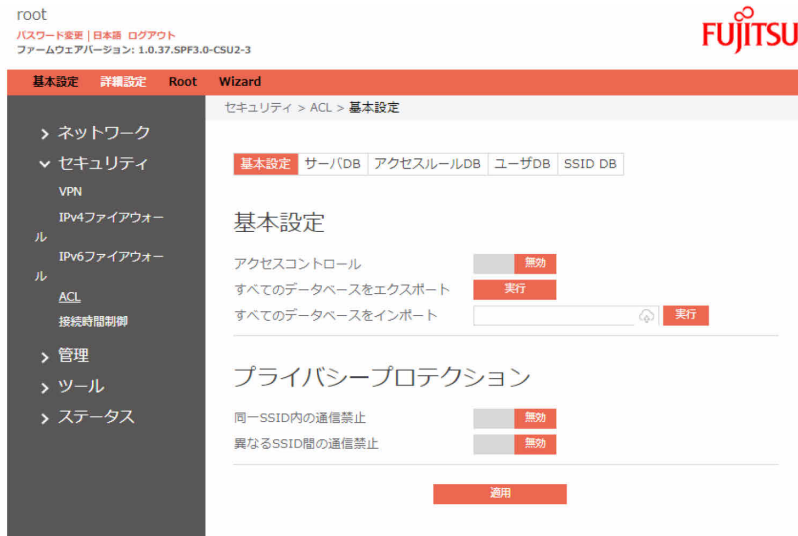 root
パスワード変更 | 日本語 ログアウト
ファームウェアバージョン: 1.0.37.SPF3.0-CSU2-3
FUJITSU
基本設定 詳細設定 Root Wizard
セキュリティ > ACL > 基本設定
ネットワーク
セキュリティ
VPN
IPv4ファイアウォー
ル
IPv6ファイアウォー
ル
ACL
接続時間制御
管理
ツール
ステータス
基本設定 サーバDB アクセスルールDB ユーザDB SSID DB
基本設定
アクセスコントロール 無効
すべてのデータベースをエクスポート 実行
すべてのデータベースをインポート 実行
プライバシープロテクション
同一SSID内の通信禁止 無効
異なるSSID間の通信禁止 無効
適用